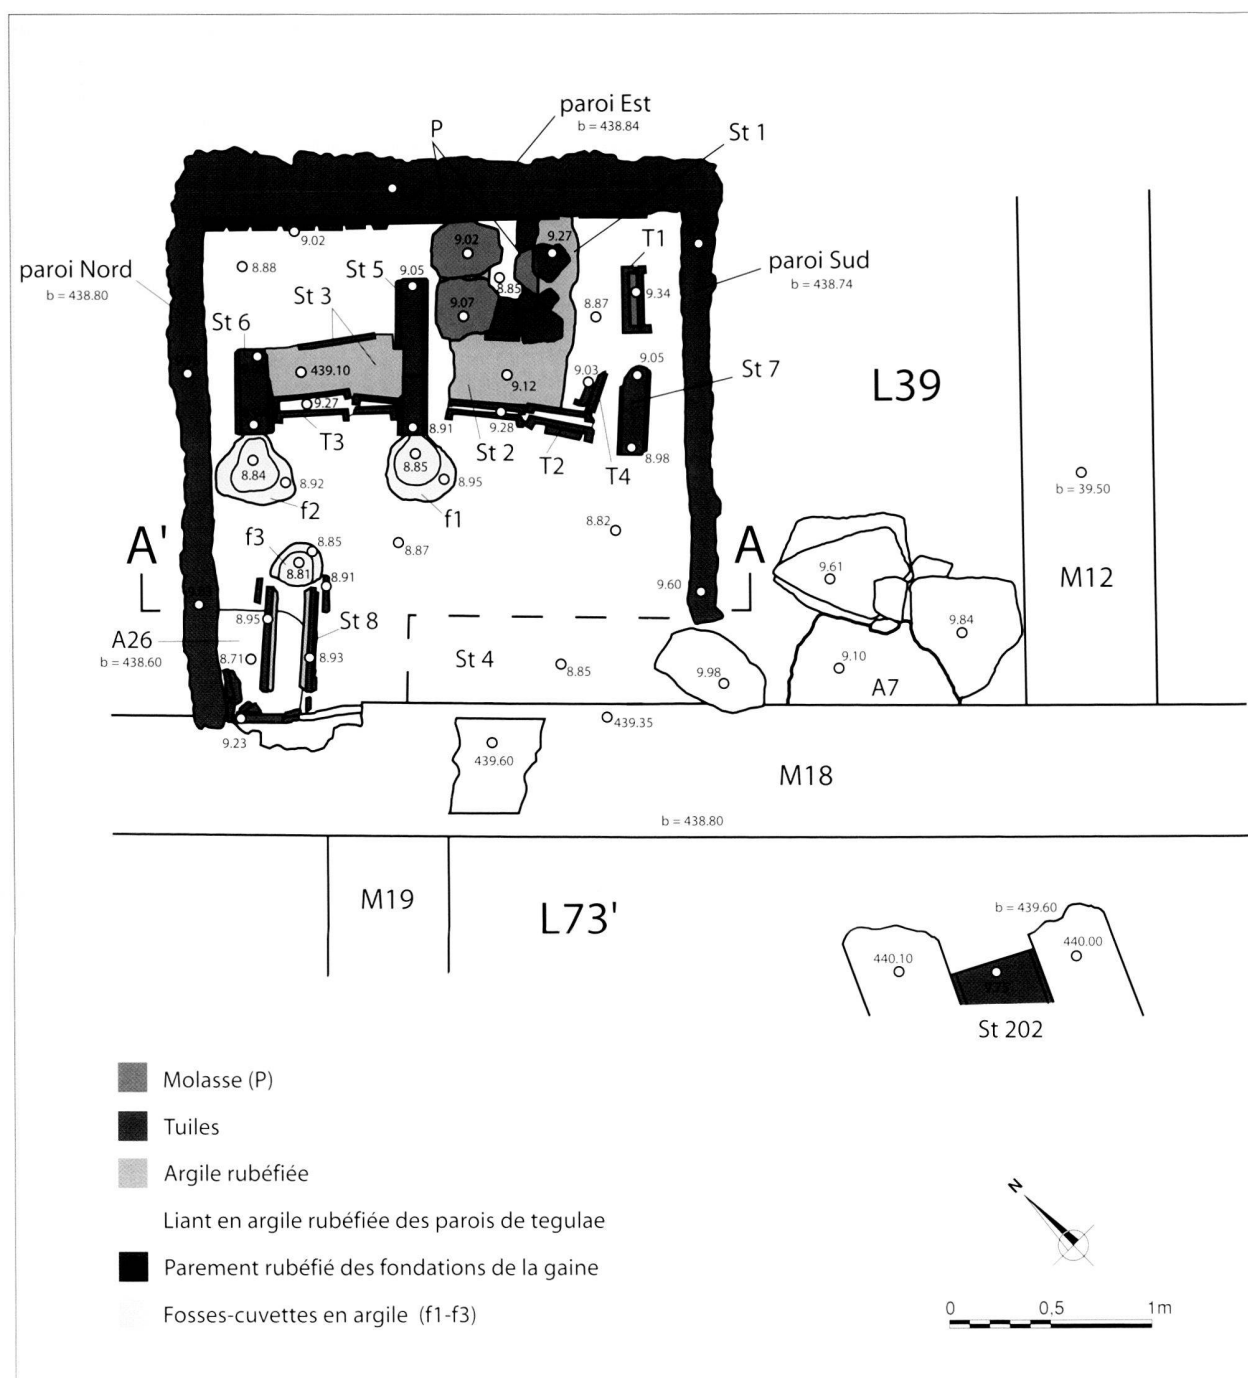 paroi Est
b = 438.84
P
St 1
9.02
9.02
9.27
T1
8.88
paroi Nord
b = 438.80
St 5
9.05
8.85
paroi Sud
b = 438.74
9.34
St 3
9.07
8.87
St 6
439.10
9.12
9.03
9.05
St 7
L39
9.27
T3
8.91
St 2
9.28
T2
T4
8.98
8.84
8.92
8.85
8.95
f2
f1
b = 39.50
8.82
f3
8.85
8.87
A'
8.81
8.91
A
9.60
9.61
M12
A26
b = 438.60
8.95
St 8
9.84
8.71
8.93
St 4
8.85
9.98
9.10
A7
9.23
439.35
439.60
M18
b = 438.80
M19
L73'
b = 439.60
440.10
440.00
St 202
Molasse (P)
Tuiles
Argile rubéfiée
Liant en argile rubéfiée des parois de tegulae
Parement rubéfié des fondations de la gaine
Fosses-cuvettes en argile (f1-f3)
N
0 0,5 1m